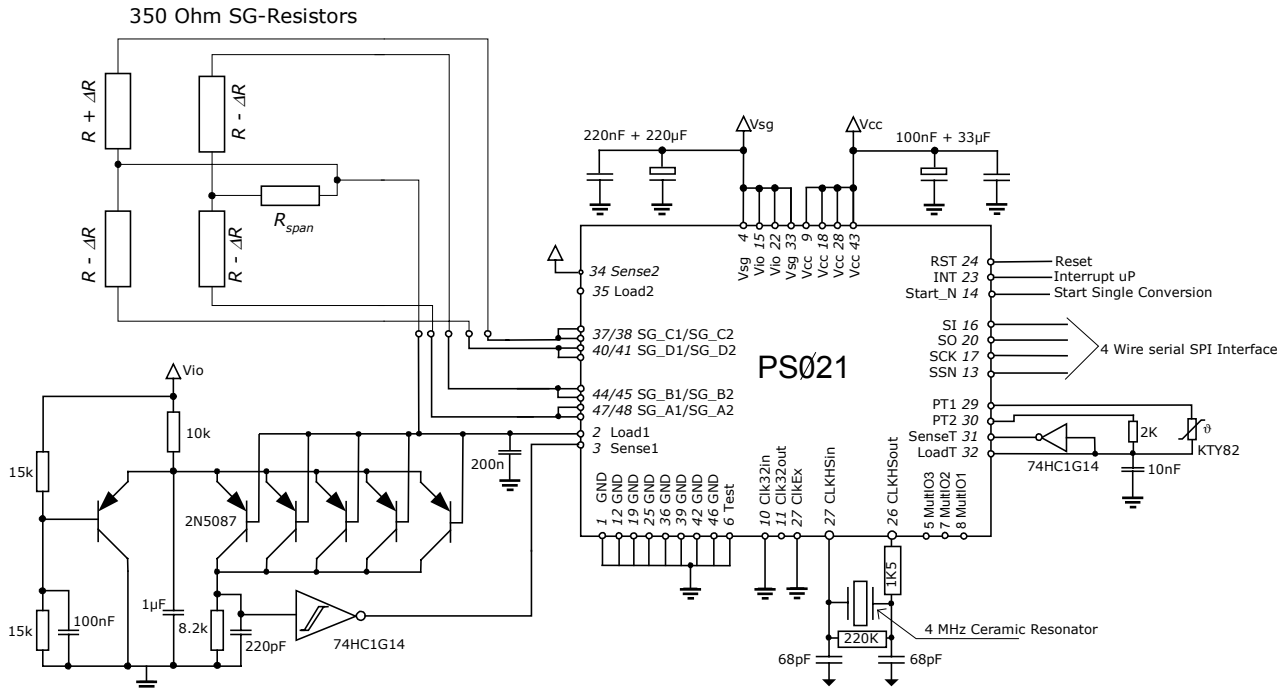 350 Ohm SG-Resistors
R + ΔR
R - ΔR
R - ΔR
R - ΔR
Rspan
220nF + 220µF
Vsg
Vcc
100nF + 33µF
Vsg 4
Vio 15
Vio 22
Vsg 33
Vcc 9
Vcc 18
Vcc 28
Vcc 43
34 Sense2
35 Load2
37/38 SG_C1/SG_C2
40/41 SG_D1/SG_D2
44/45 SG_B1/SG_B2
47/48 SG_A1/SG_A2
2 Load1
3 Sense1
PSØ21
RST 24
Reset
INT 23
Interrupt uP
Start_N 14
Start Single Conversion
SI 16
SO 20
SCK 17
SSN 13
4 Wire serial SPI Interface
PT1 29
PT2 30
SenseT 31
LoadT 32
74HC1G14
2K
10nF
ϑ
KTY82
Vio
10k
15k
2N5087
200n
15k
100nF
1µF
8.2k
220pF
74HC1G14
1 GND
12 GND
19 GND
25 GND
36 GND
39 GND
42 GND
46 GND
6 Test
10 Clk32in
11 Clk32out
27 ClkEx
27 CLKHSin
26 CLKHSout
5 MultIO3
7 MultIO2
8 MultIO1
1K5
220K
4 MHz Ceramic Resonator
68pF
68pF